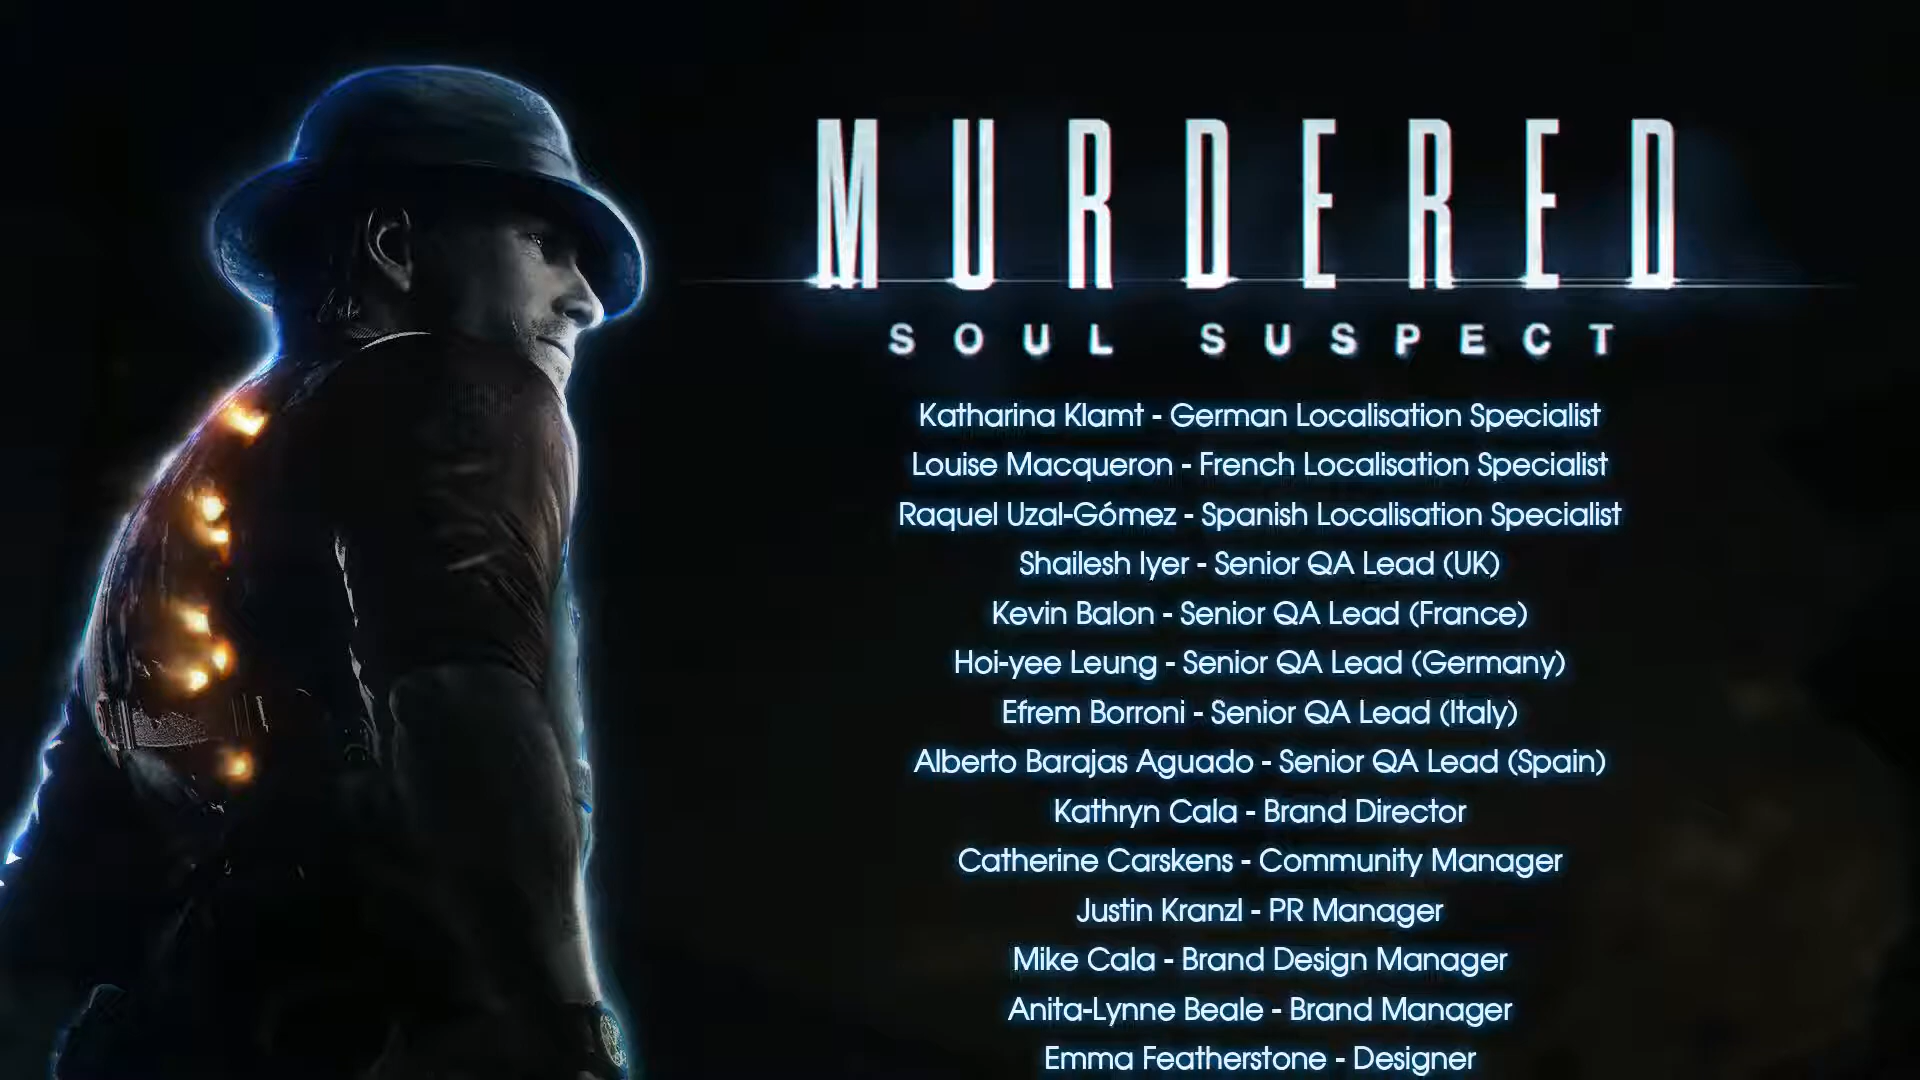 MURDERED
SOUL SUSPECT
Katharina Klamt - German Localisation Specialist
Louise Macqueron - French Localisation Specialist
Raquel Uzal-Gómez - Spanish Localisation Specialist
Shailesh Iyer - Senior QA Lead (UK)
Kevin Balon - Senior QA Lead (France)
Hoi-yee Leung - Senior QA Lead (Germany)
Efrem Borroni - Senior QA Lead (Italy)
Alberto Barajas Aguado - Senior QA Lead (Spain)
Kathryn Cala - Brand Director
Catherine Carskens - Community Manager
Justin Kranzl - PR Manager
Mike Cala - Brand Design Manager
Anita-Lynne Beale - Brand Manager
Emma Featherstone - Designer